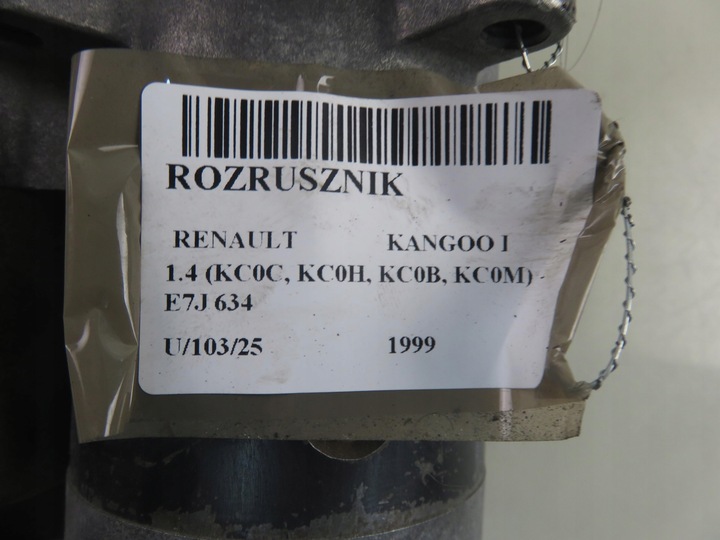 ROZRUSZNIK
RENAULT KANGOO I
1.4 (KC0C, KC0H, KC0B, KC0M)
E7J 634
U/103/25 1999